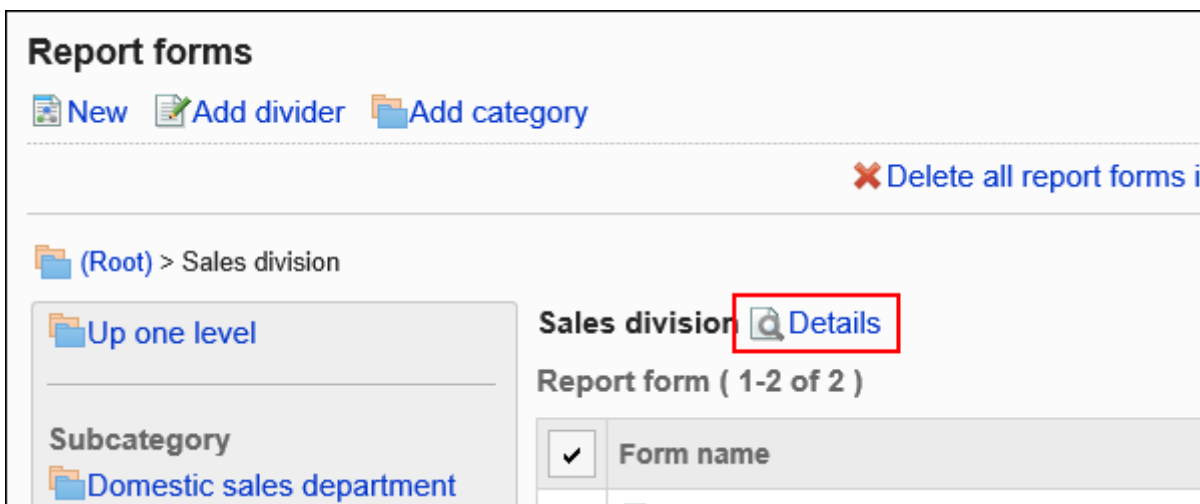 Report forms
New Add divider Add category
Delete all report forms
(Root) > Sales division
Up one level
Sales division Details
Report form ( 1-2 of 2 )
Subcategory
Form name
Domestic sales department